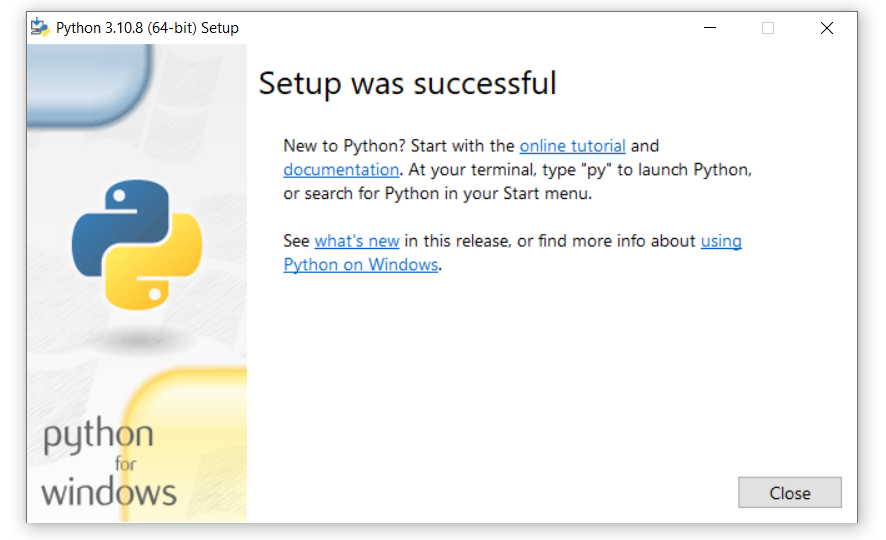 Python 3.10.8 (64-bit) Setup
Setup was successful
New to Python? Start with the online tutorial and
documentation. At your terminal, type "py" to launch Python,
or search for Python in your Start menu.
See what's new in this release, or find more info about using
Python on Windows.
python
for
windows
Close